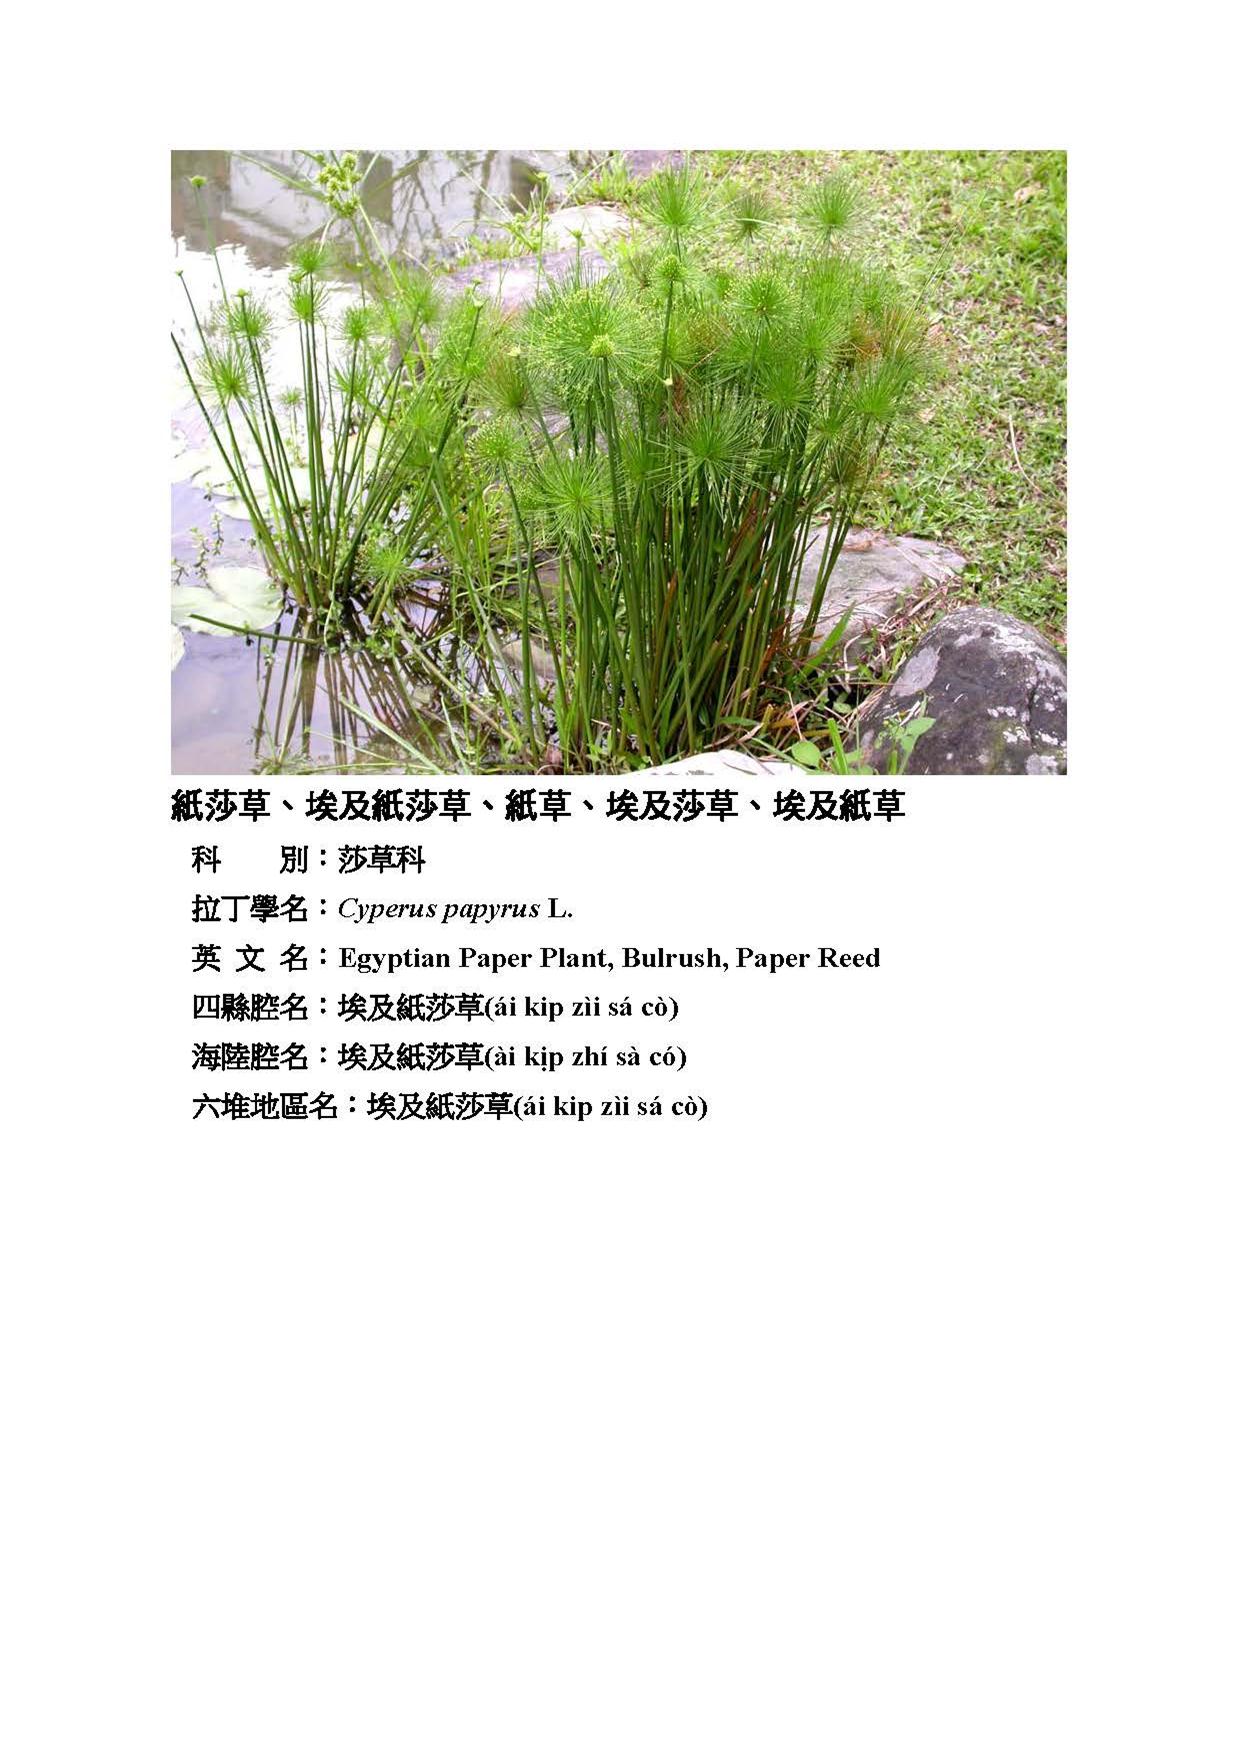 紙莎草、埃及紙莎草、紙草、埃及莎草、埃及紙草
科　　別：莎草科
拉丁學名：Cyperus papyrus L.
英 文 名：Egyptian Paper Plant, Bulrush, Paper Reed
四縣腔名：埃及紙莎草(ái kip zìi sá cò)
海陸腔名：埃及紙莎草(ài kịp zhí sà có)
六堆地區名：埃及紙莎草(ái kip zìi sá cò)